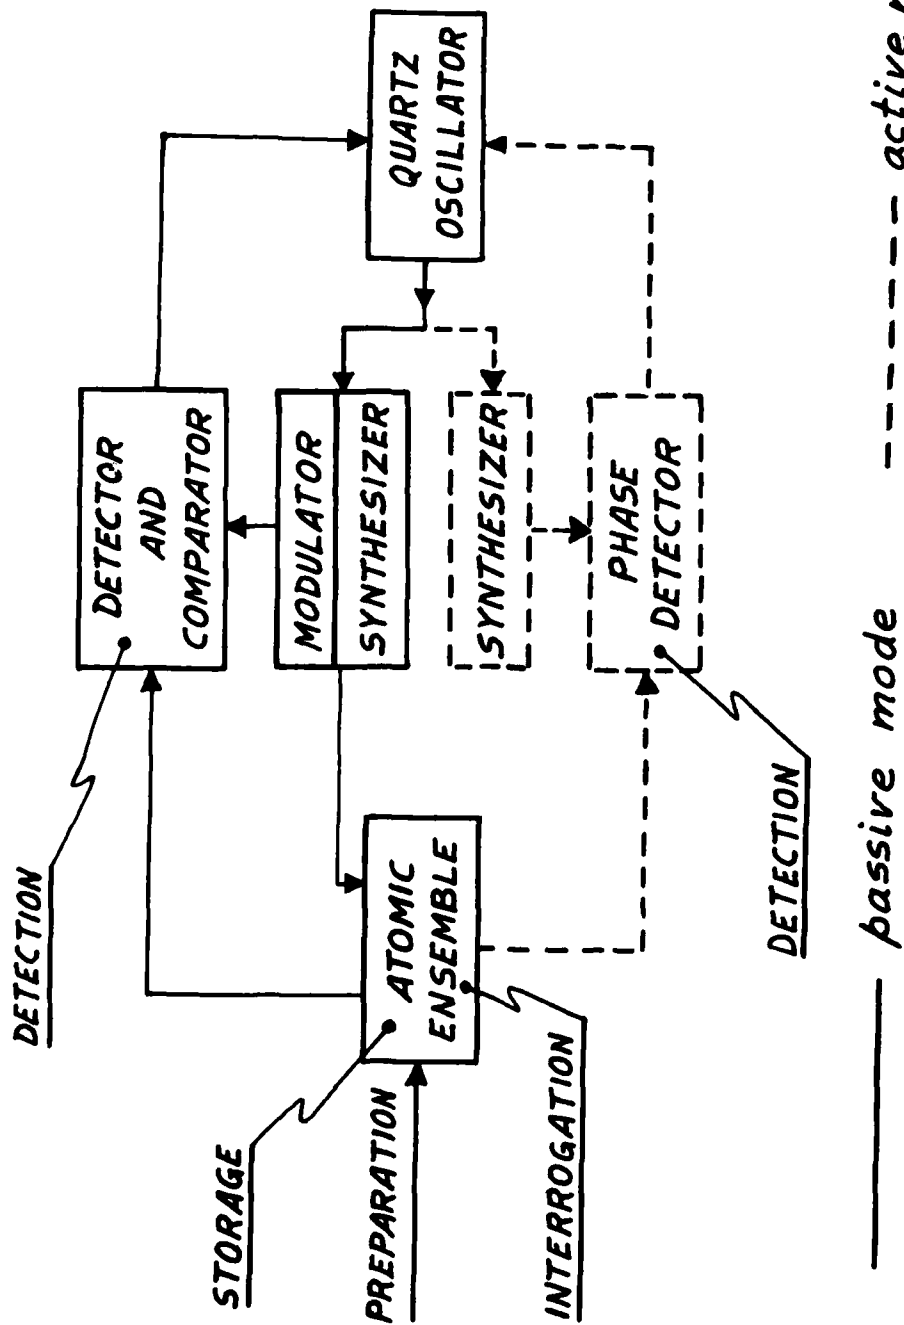 DETECTION
STORAGE
PREPARATION
INTERROGATION
ATOMIC
ENSEMBLE
DETECTOR
AND
COMPARATOR
MODULATOR
SYNTHESIZER
SYNTHESIZER
PHASE
DETECTOR
DETECTION
QUARTZ
OSCILLATOR
passive mode
active